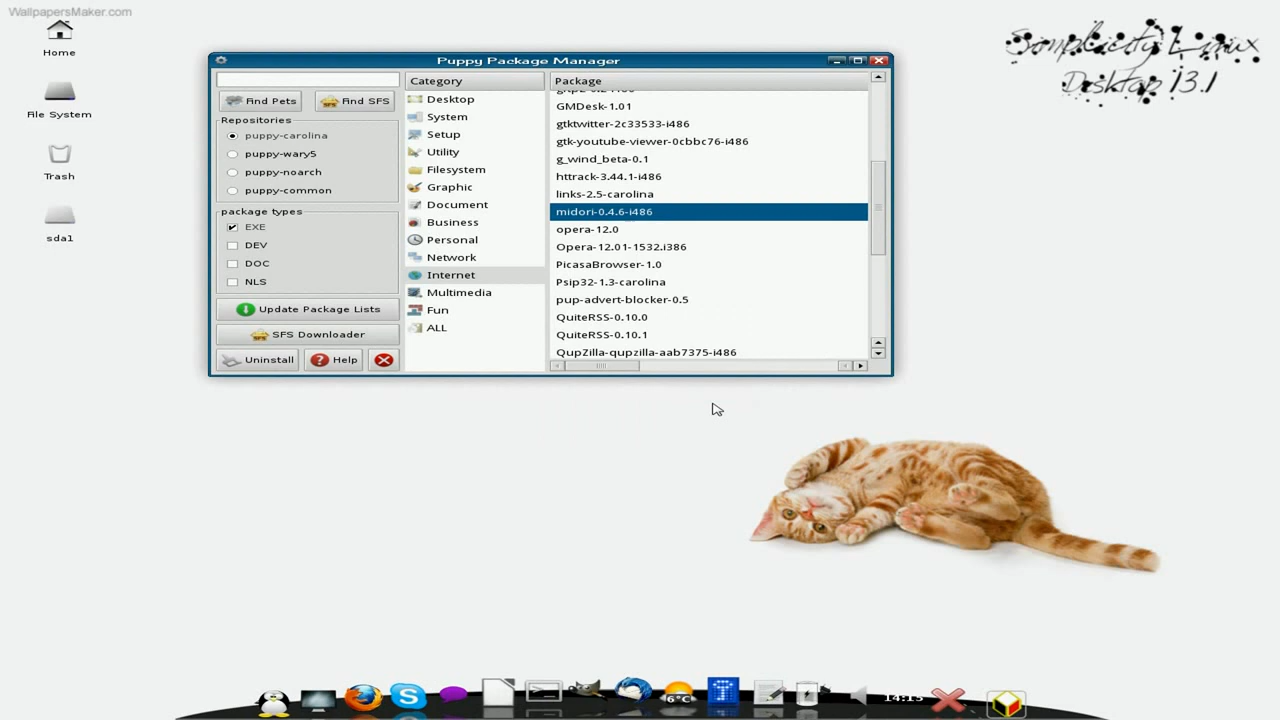 WallpapersMaker.com
Home
File System
Trash
sda1
Simplicity Linux
Desktop 13.1
Puppy Package Manager
Find Pets
Find SFS
Repositories
puppy-carolina
puppy-wary5
puppy-noarch
puppy-common
package types
EXE
DEV
DOC
NLS
Update Package Lists
SFS Downloader
Uninstall
Help
Category
Desktop
System
Setup
Utility
Filesystem
Graphic
Document
Business
Personal
Network
Internet
Multimedia
Fun
ALL
Package
GMDesk-1.01
gtktwitter-2c33533-i486
gtk-youtube-viewer-0cbbc76-i486
g_wind_beta-0.1
httrack-3.44.1-i486
links-2.5-carolina
midori-0.4.6-i486
opera-12.0
Opera-12.01-1532.i386
PicasaBrowser-1.0
Psip32-1.3-carolina
pup-advert-blocker-0.5
QuiteRSS-0.10.0
QuiteRSS-0.10.1
QupZilla-qupzilla-aab7375-i486
6°C
14:15